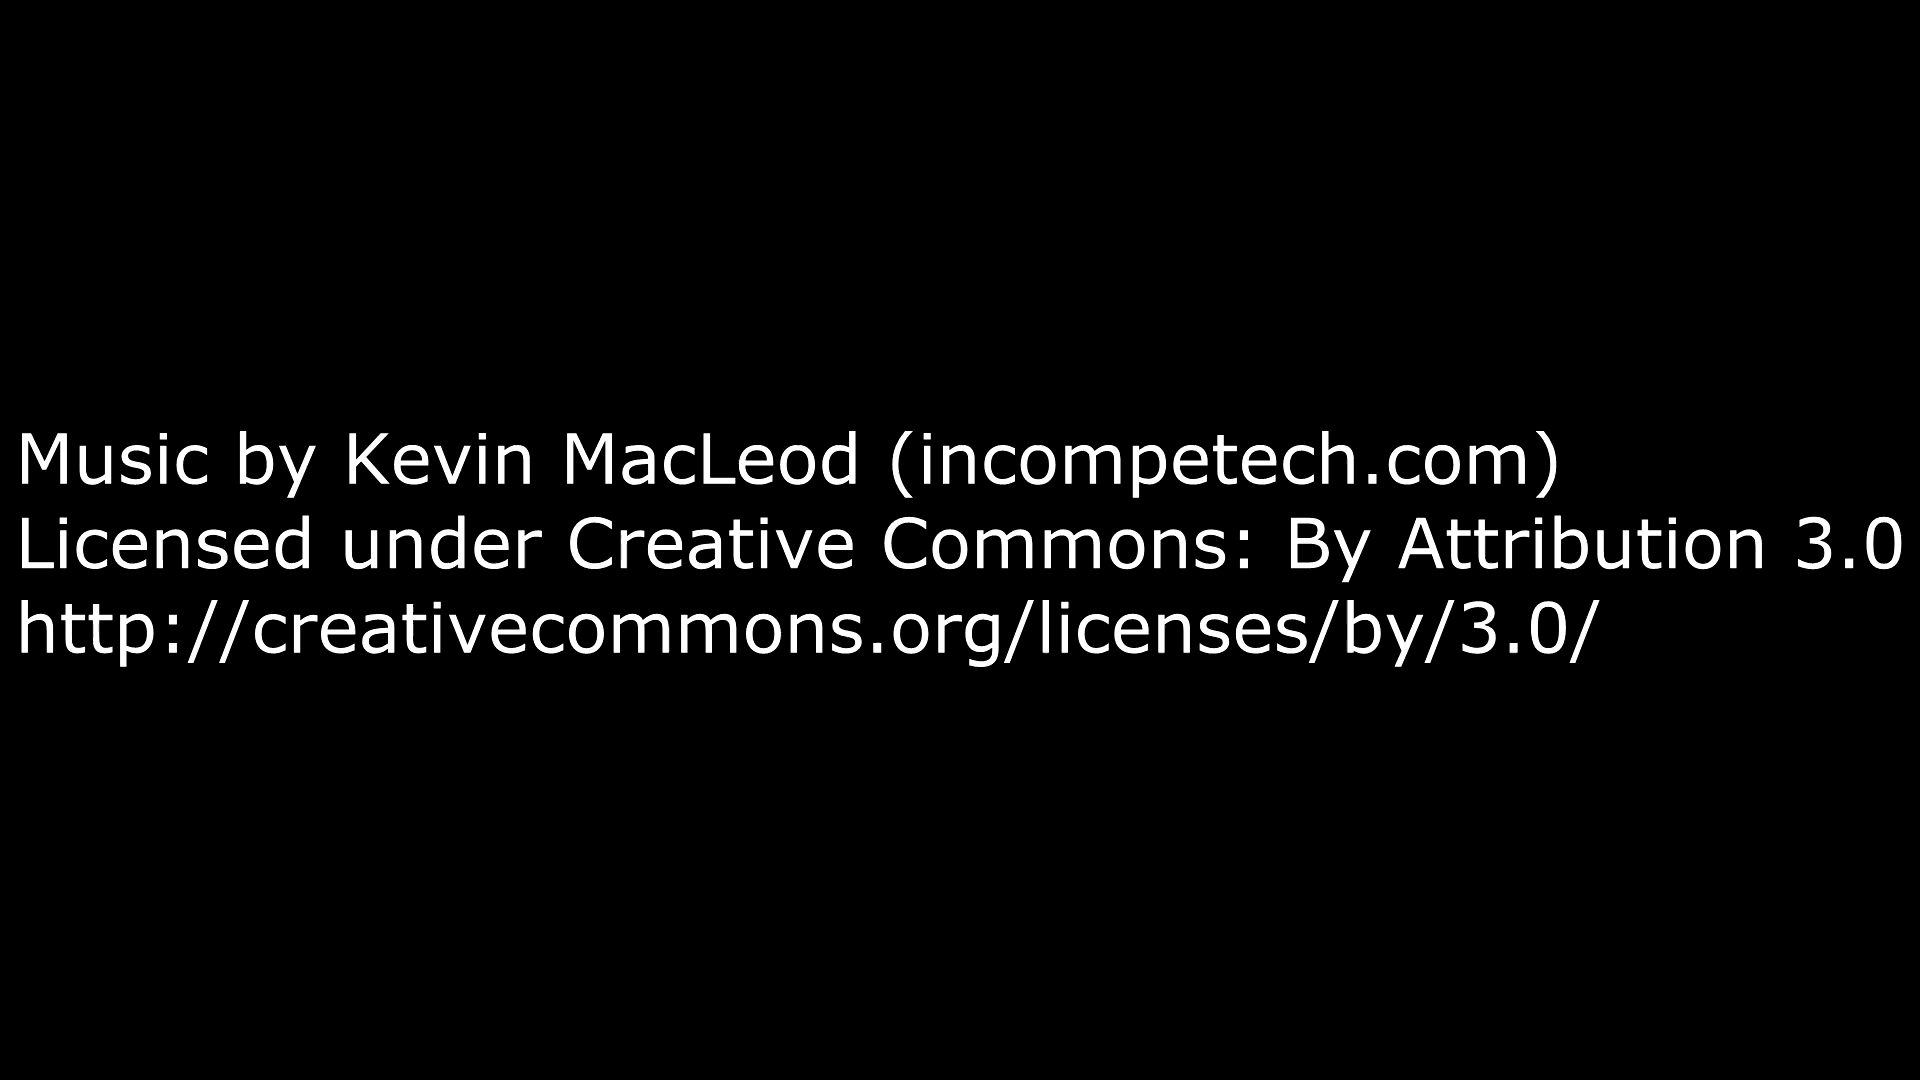 Music by Kevin MacLeod (incompetech.com)
Licensed under Creative Commons: By Attribution 3.0
http://creativecommons.org/licenses/by/3.0/